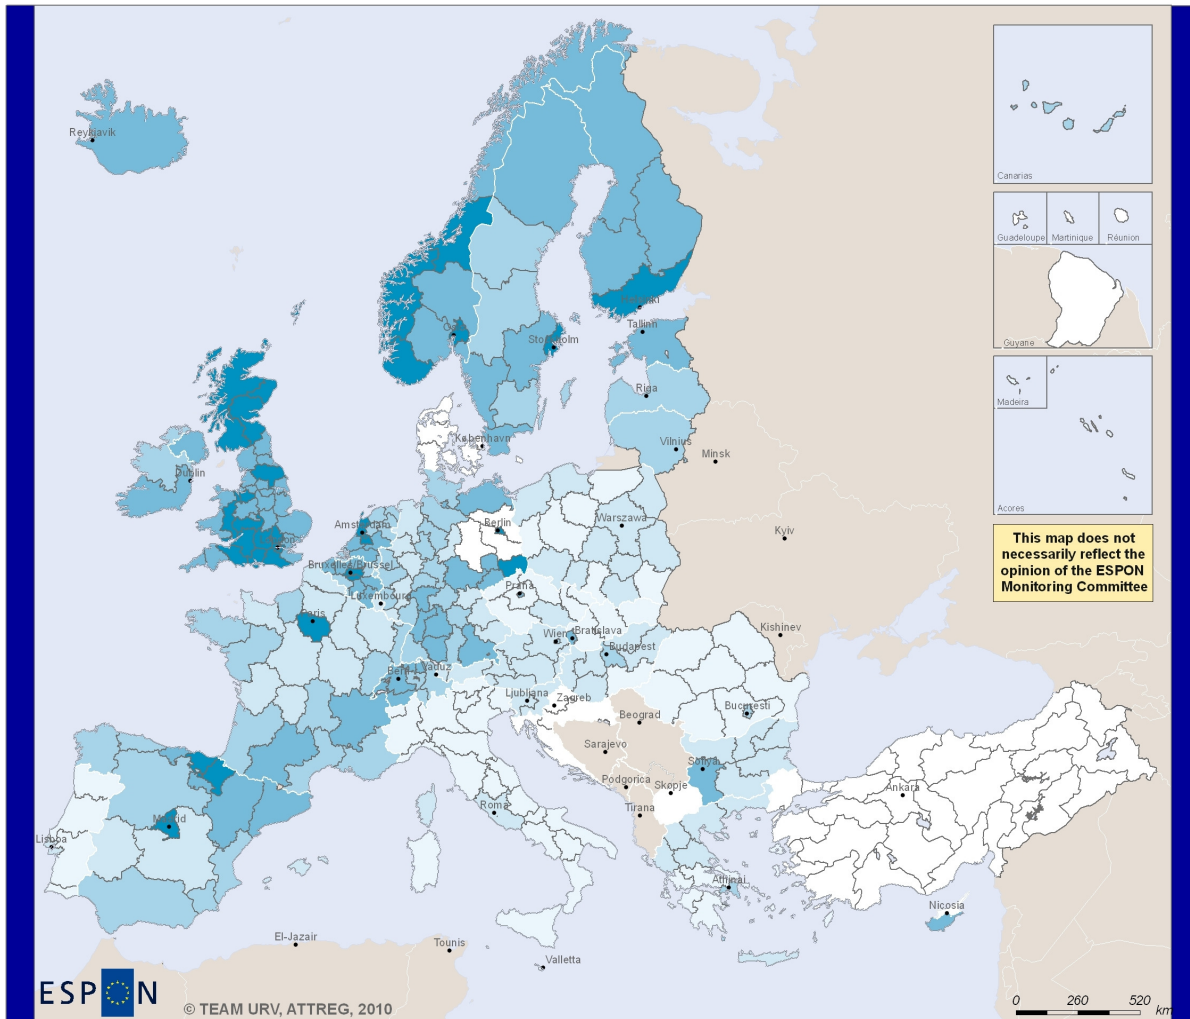 Reykjavik
Canarias
Guadeloupe
Martinique
Réunion
Guyane
Helsinki
Oslo
Tallinn
Stockholm
Madeira
Riga
København
Vilnius
Minsk
Dublin
Acores
Amsterdam
Berlin
Warszawa
Kyiv
This map does not
necessarily reflect the
opinion of the ESPON
Monitoring Committee
Bruxelles/Brussel
Luxembourg
Praha
Paris
Kishinev
Wien
Bratislava
Budapest
Bern
Vaduz
Ljubljana
Zagreb
Bucuresti
Beograd
Sarajevo
Sofiya
Podgorica
Skopje
Ankara
Roma
Tirana
Madrid
Lisboa
Athinai
Nicosia
El-Jazair
Tounis
Valletta
ESPON
© TEAM URV, ATTREG, 2010
0 260 520
km